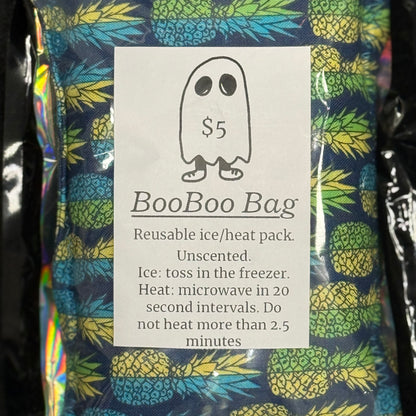 $5
BooBoo Bag
Reusable ice/heat pack.
Unscented.
Ice: toss in the freezer.
Heat: microwave in 20
second intervals. Do
not heat more than 2.5
minutes